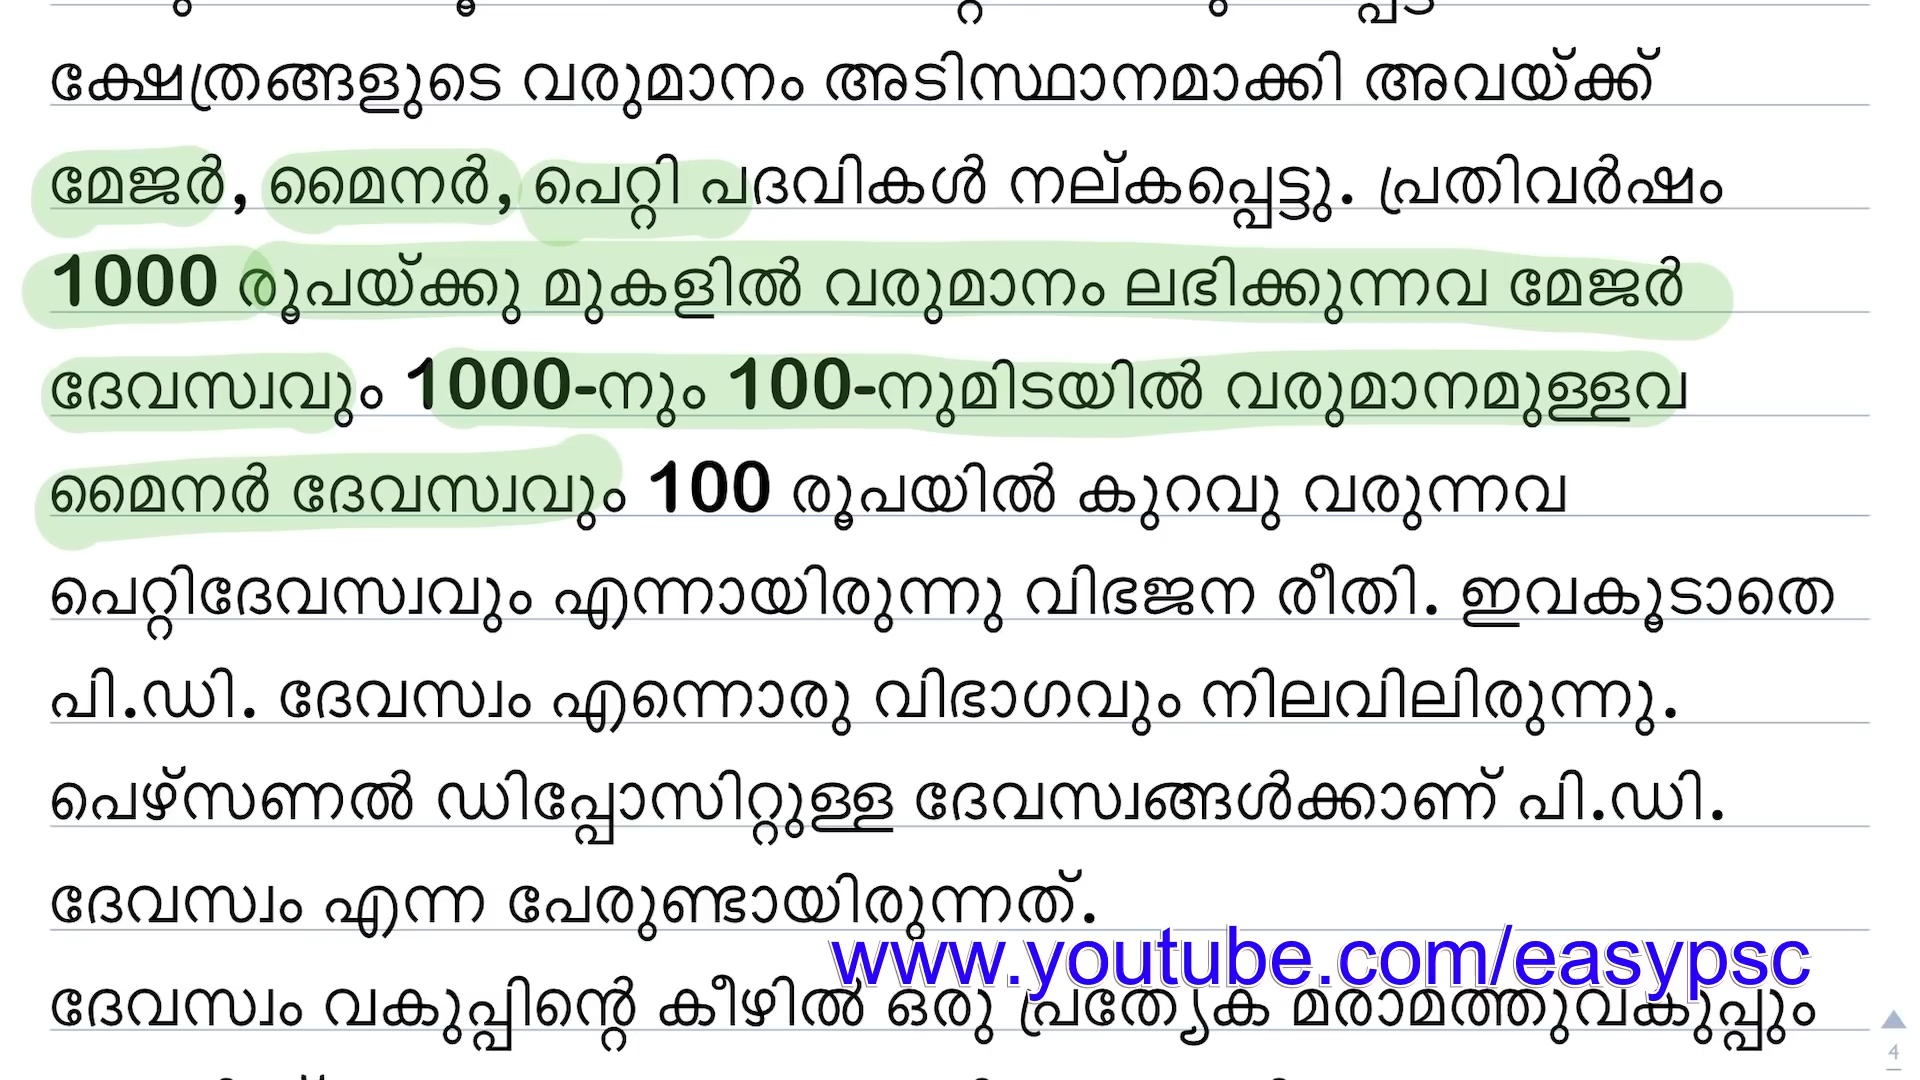 ക്ഷേത്രങ്ങളുടെ വരുമാനം അടിസ്ഥാനമാക്കി അവയ്ക്ക്
മേജർ, മൈനർ, പെറ്റി പദവികൾ നല്കപ്പെട്ടു. പ്രതിവർഷം
1000 രൂപയ്ക്കു മുകളിൽ വരുമാനം ലഭിക്കുന്നവ മേജർ
ദേവസ്വവും 1000-നും 100-നുമിടയിൽ വരുമാനമുള്ളവ
മൈനർ ദേവസ്വവും 100 രൂപയിൽ കുറവു വരുന്നവ
പെറ്റിദേവസ്വവും എന്നായിരുന്നു വിഭജന രീതി. ഇവകൂടാതെ
പി.ഡി. ദേവസ്വം എന്നൊരു വിഭാഗവും നിലവിലിരുന്നു.
പെഴ്സണൽ ഡിപ്പോസിറ്റുള്ള ദേവസ്വങ്ങൾക്കാണ് പി.ഡി.
ദേവസ്വം എന്ന പേരുണ്ടായിരുന്നത്.
www.youtube.com/easypsc
ദേവസ്വം വകുപ്പിന്റെ കീഴിൽ ഒരു പ്രത്യേക മരാമത്തുവകുപ്പും
4